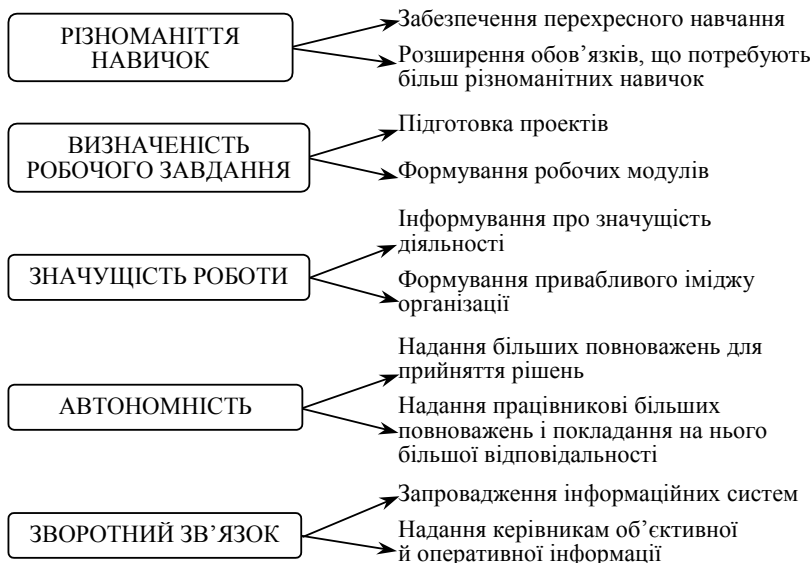 РІЗНОМАНІТТЯ
НАВИЧОК
Забезпечення перехресного навчання
Розширення обов’язків, що потребують
більш різноманітних навичок
ВИЗНАЧЕНІСТЬ
РОБОЧОГО ЗАВДАННЯ
Підготовка проектів
Формування робочих модулів
ЗНАЧУЩІСТЬ РОБОТИ
Інформування про значущість
діяльності
Формування привабливого іміджу
організації
АВТОНОМНІСТЬ
Надання більших повноважень для
прийняття рішень
Надання працівникові більших
повноважень і покладання на нього
більшої відповідальності
ЗВОРОТНИЙ ЗВ’ЯЗОК
Запровадження інформаційних систем
Надання керівникам об’єктивної
й оперативної інформації